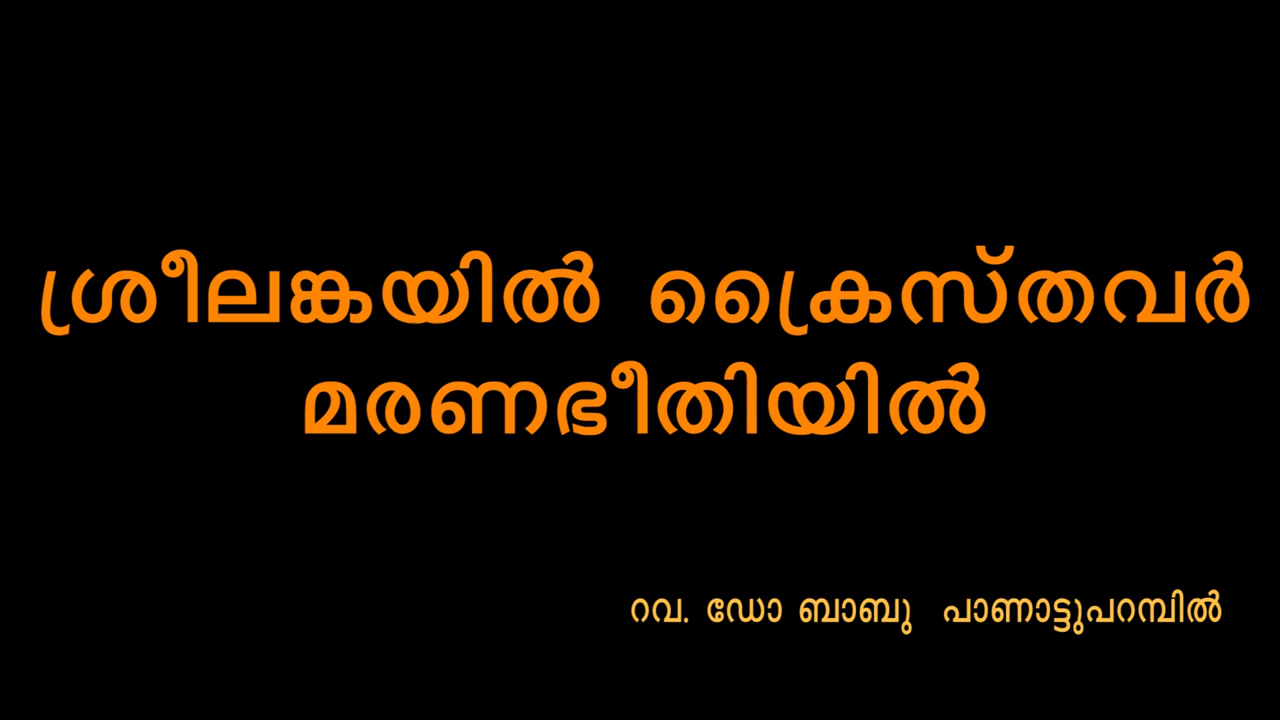 ശ്രീലങ്കയിൽ ക്രൈസ്തവർ
മരണഭീതിയിൽ
റവ. ഡോ ബാബു പാണാട്ടുപറമ്പിൽ